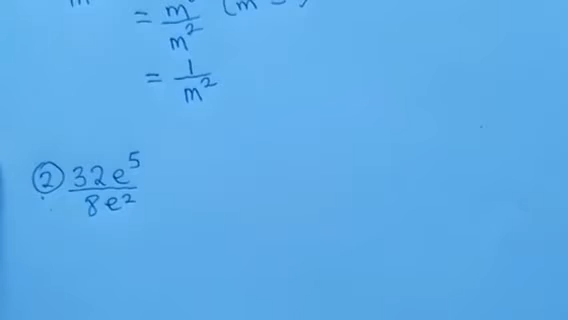 = m / m²
= 1 / m²
② 32e⁵ / 8e²